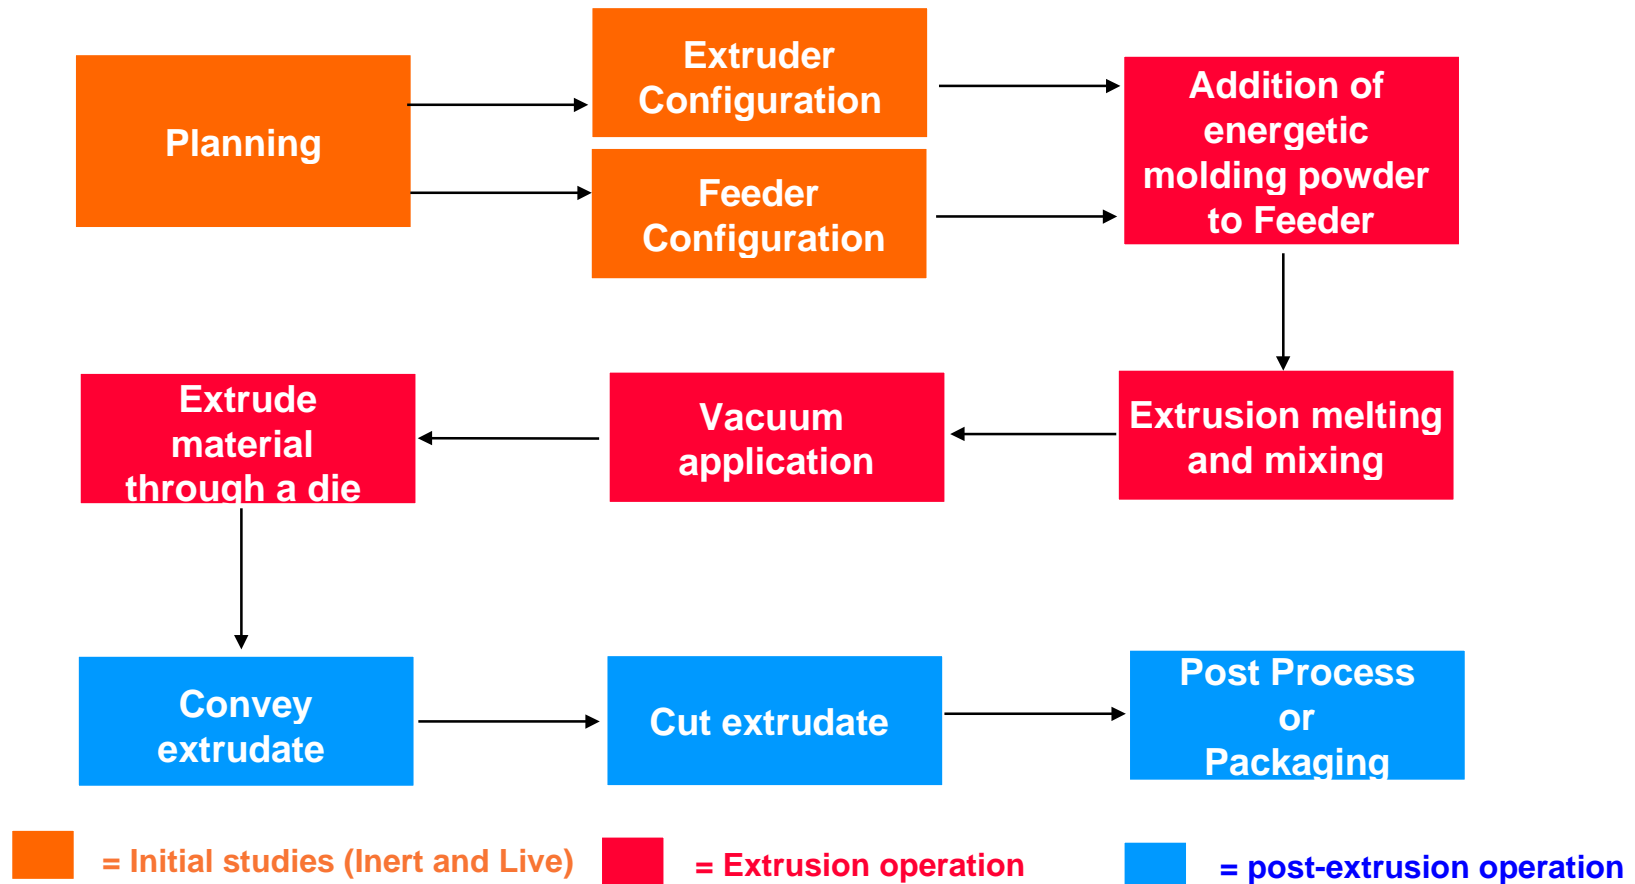 Planning
Extruder
Configuration
Feeder
Configuration
Addition of
energetic
molding powder
to Feeder
Extrude
material
through a die
Vacuum
application
Extrusion melting
and mixing
Convey
extrudate
Cut extrudate
Post Process
or
Packaging
= Initial studies (Inert and Live)
= Extrusion operation
= post-extrusion operation